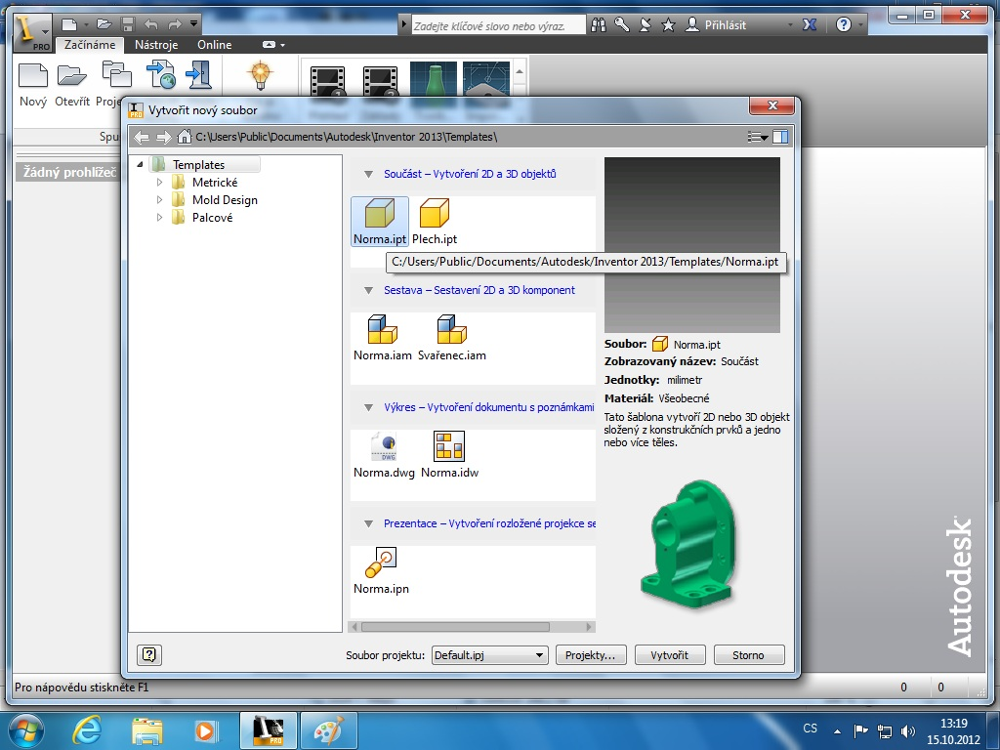 PRO
Zadejte klíčové slovo nebo výraz.
Přihlásit
Začínáme
Nástroje
Online
Nový
Otevřít
Proje
Spu
Žádný prohlížeč
Vytvořit nový soubor
C:\Users\Public\Documents\Autodesk\Inventor 2013\Templates\
Templates
Metrické
Mold Design
Palcové
Součást – Vytvoření 2D a 3D objektů
Norma.ipt
Plech.ipt
C:/Users/Public/Documents/Autodesk/Inventor 2013/Templates/Norma.ipt
Sestava – Sestavení 2D a 3D komponent
Norma.iam
Svařenec.iam
Výkres – Vytvoření dokumentu s poznámkami
DWG
Norma.dwg
Norma.idw
Prezentace – Vytvoření rozložené projekce se
Norma.ipn
Soubor: Norma.ipt
Zobrazovaný název: Součást
Jednotky: milimetr
Materiál: Všeobecné
Tato šablona vytvoří 2D nebo 3D objekt
složený z konstrukčních prvků a jedno
nebo více těles.
Soubor projektu:
Default.ipj
Projekty...
Vytvořit
Storno
Autodesk
Pro nápovědu stiskněte F1
0
0
PRO
CS
13:19
15.10.2012